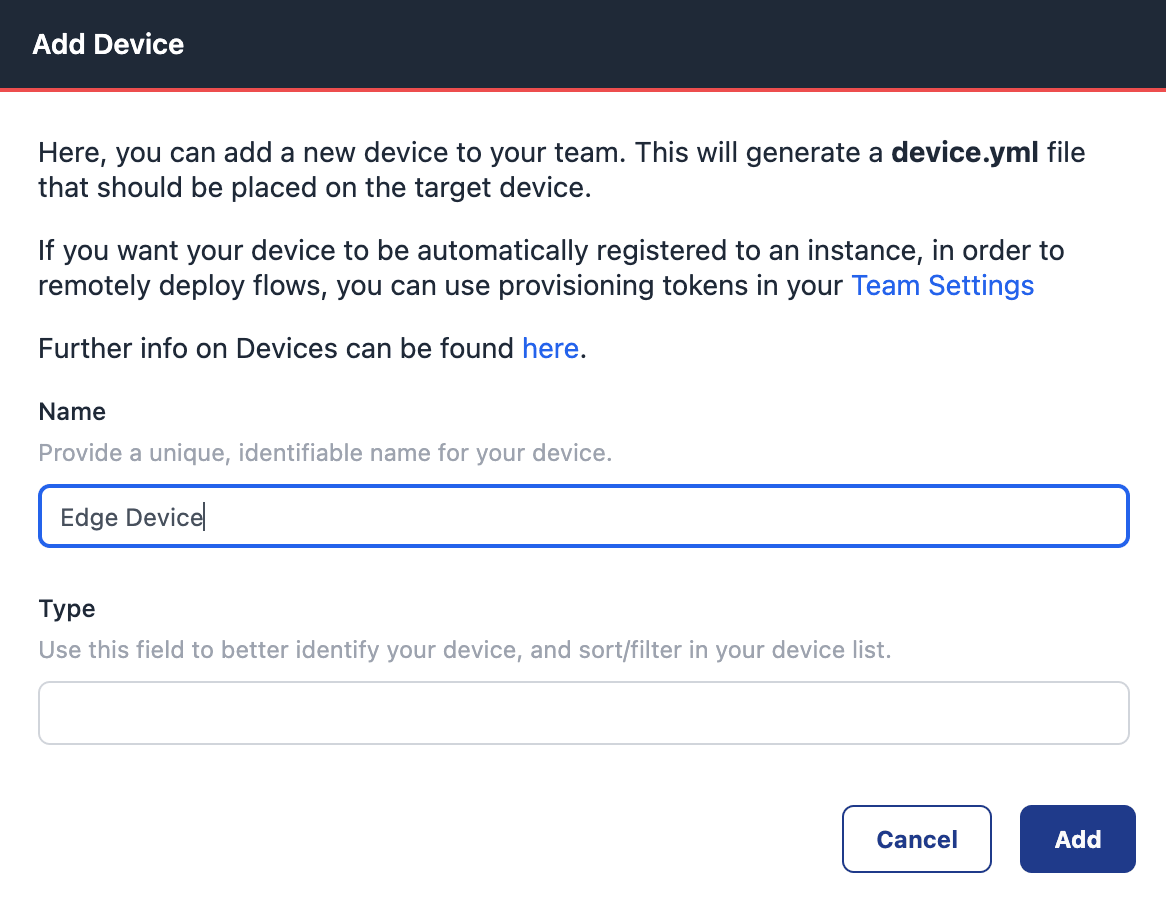 Add Device
Here, you can add a new device to your team. This will generate a device.yml file
that should be placed on the target device.
If you want your device to be automatically registered to an instance, in order to
remotely deploy flows, you can use provisioning tokens in your Team Settings
Further info on Devices can be found here.
Name
Provide a unique, identifiable name for your device.
Edge Device
Type
Use this field to better identify your device, and sort/filter in your device list.
Cancel Add